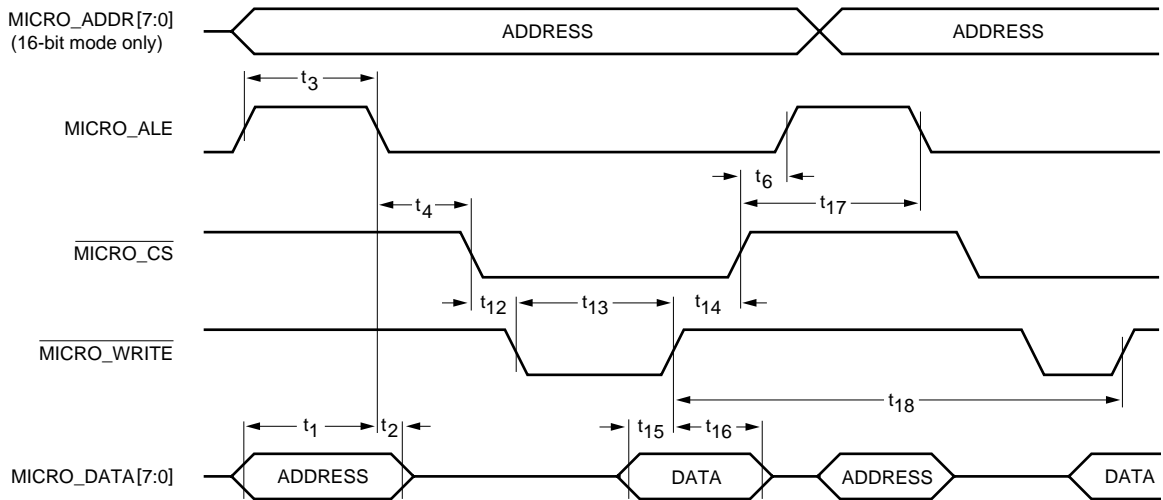 MICRO_ADDR[7:0]
(16-bit mode only)
ADDRESS
ADDRESS
t3
MICRO_ALE
t6
t4
t17
MICRO_CS
t12
t13
t14
MICRO_WRITE
t18
t1
t2
t15
t16
MICRO_DATA[7:0]
ADDRESS
DATA
ADDRESS
DATA